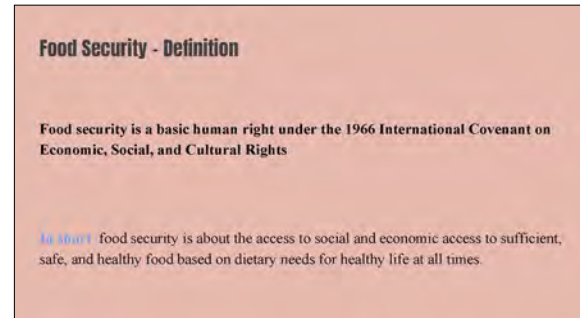 Food Security - Definition
Food security is a basic human right under the 1966 International Covenant on
Economic, Social, and Cultural Rights
In short food security is about the access to social and economic access to sufficient,
safe, and healthy food based on dietary needs for healthy life at all times.